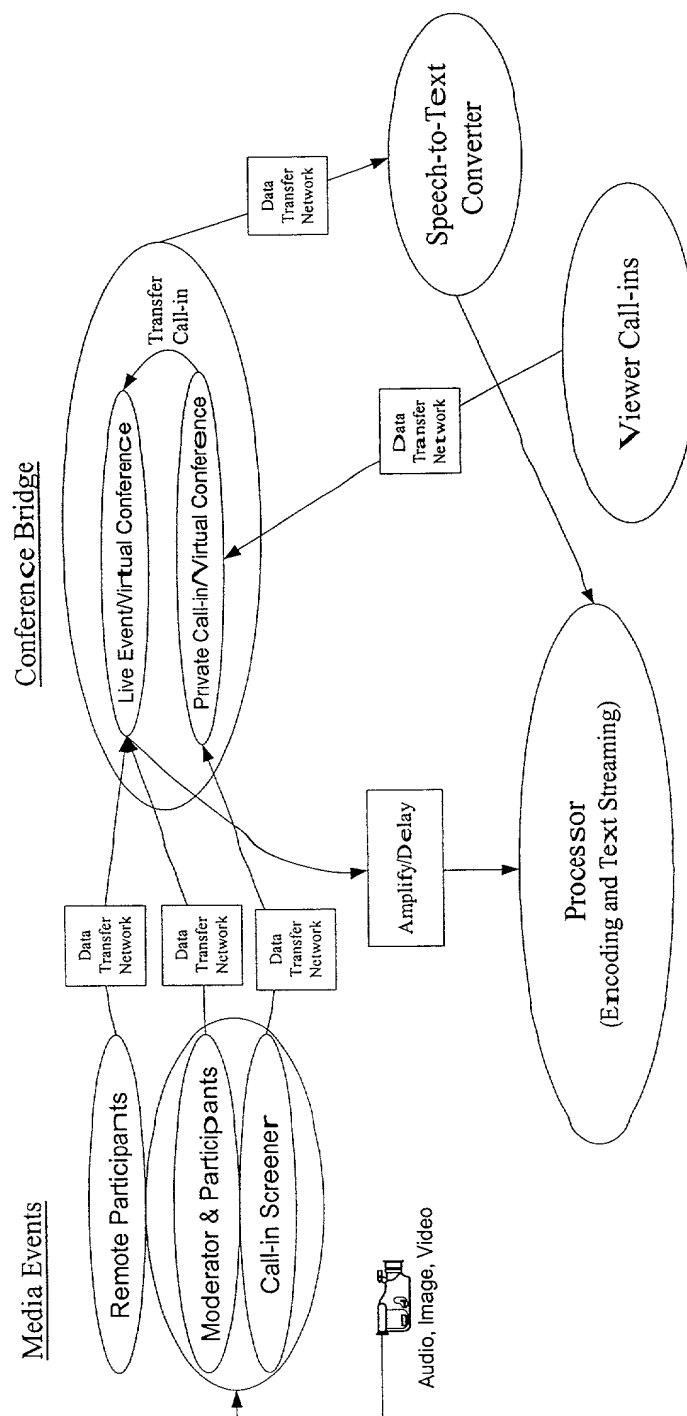 Media Events
Conference Bridge
Remote Participants
Data
Transfer
Network
Live Event/Virtual Conference
Transfer
Call-in
Data
Transfer
Network
Moderator & Participants
Data
Transfer
Network
Private Call-in/Virtual Conference
Call-in Screener
Data
Transfer
Network
Audio, Image, Video
Amplify/Delay
Data
Transfer
Network
Speech-to-Text
Converter
Processor
(Encoding and Text Streaming)
Viewer Call-ins